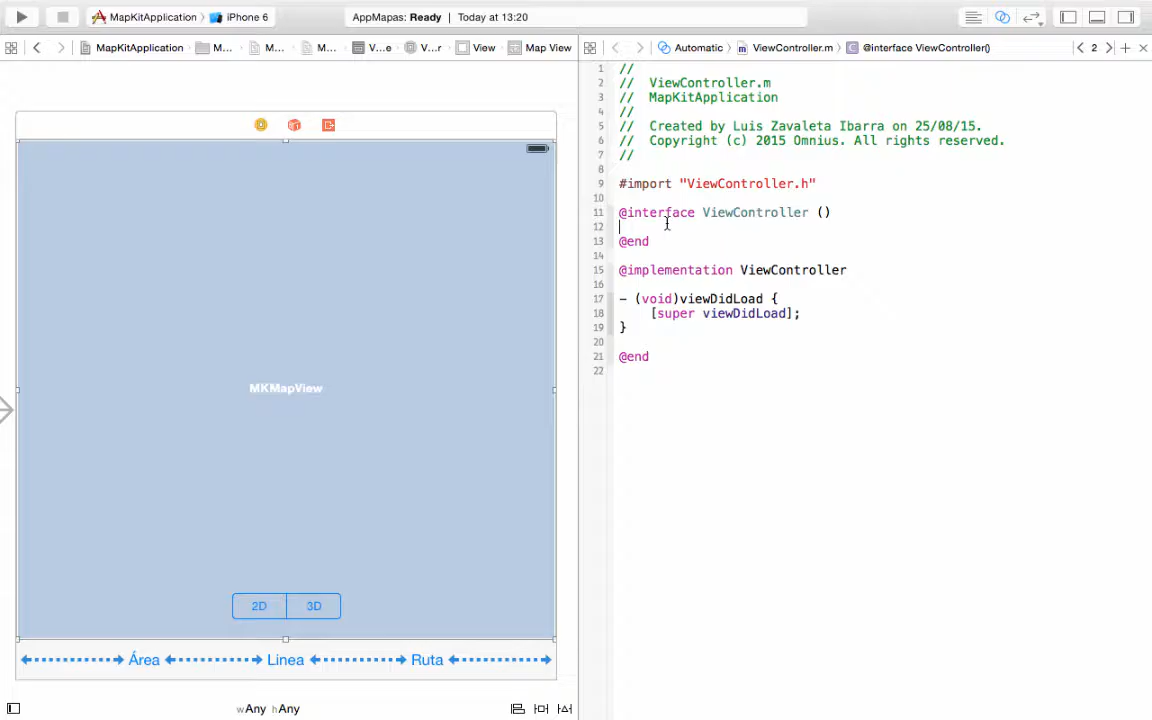 MapKitApplication › iPhone 6
AppMapas: Ready | Today at 13:20
MapKitApplication › M... › M... › M... › V...e › V...r › View › Map View
Automatic › ViewController.m › @interface ViewController()
2
1 //
2 //  ViewController.m
3 //  MapKitApplication
4 //
5 //  Created by Luis Zavaleta Ibarra on 25/08/15.
6 //  Copyright (c) 2015 Omnius. All rights reserved.
7 //
8
9 #import "ViewController.h"
10
11 @interface ViewController ()
12
13 @end
14
15 @implementation ViewController
16
17 - (void)viewDidLoad {
18     [super viewDidLoad];
19 }
20
21 @end
22
MKMapView
2D 3D
Área Linea Ruta
wAny hAny